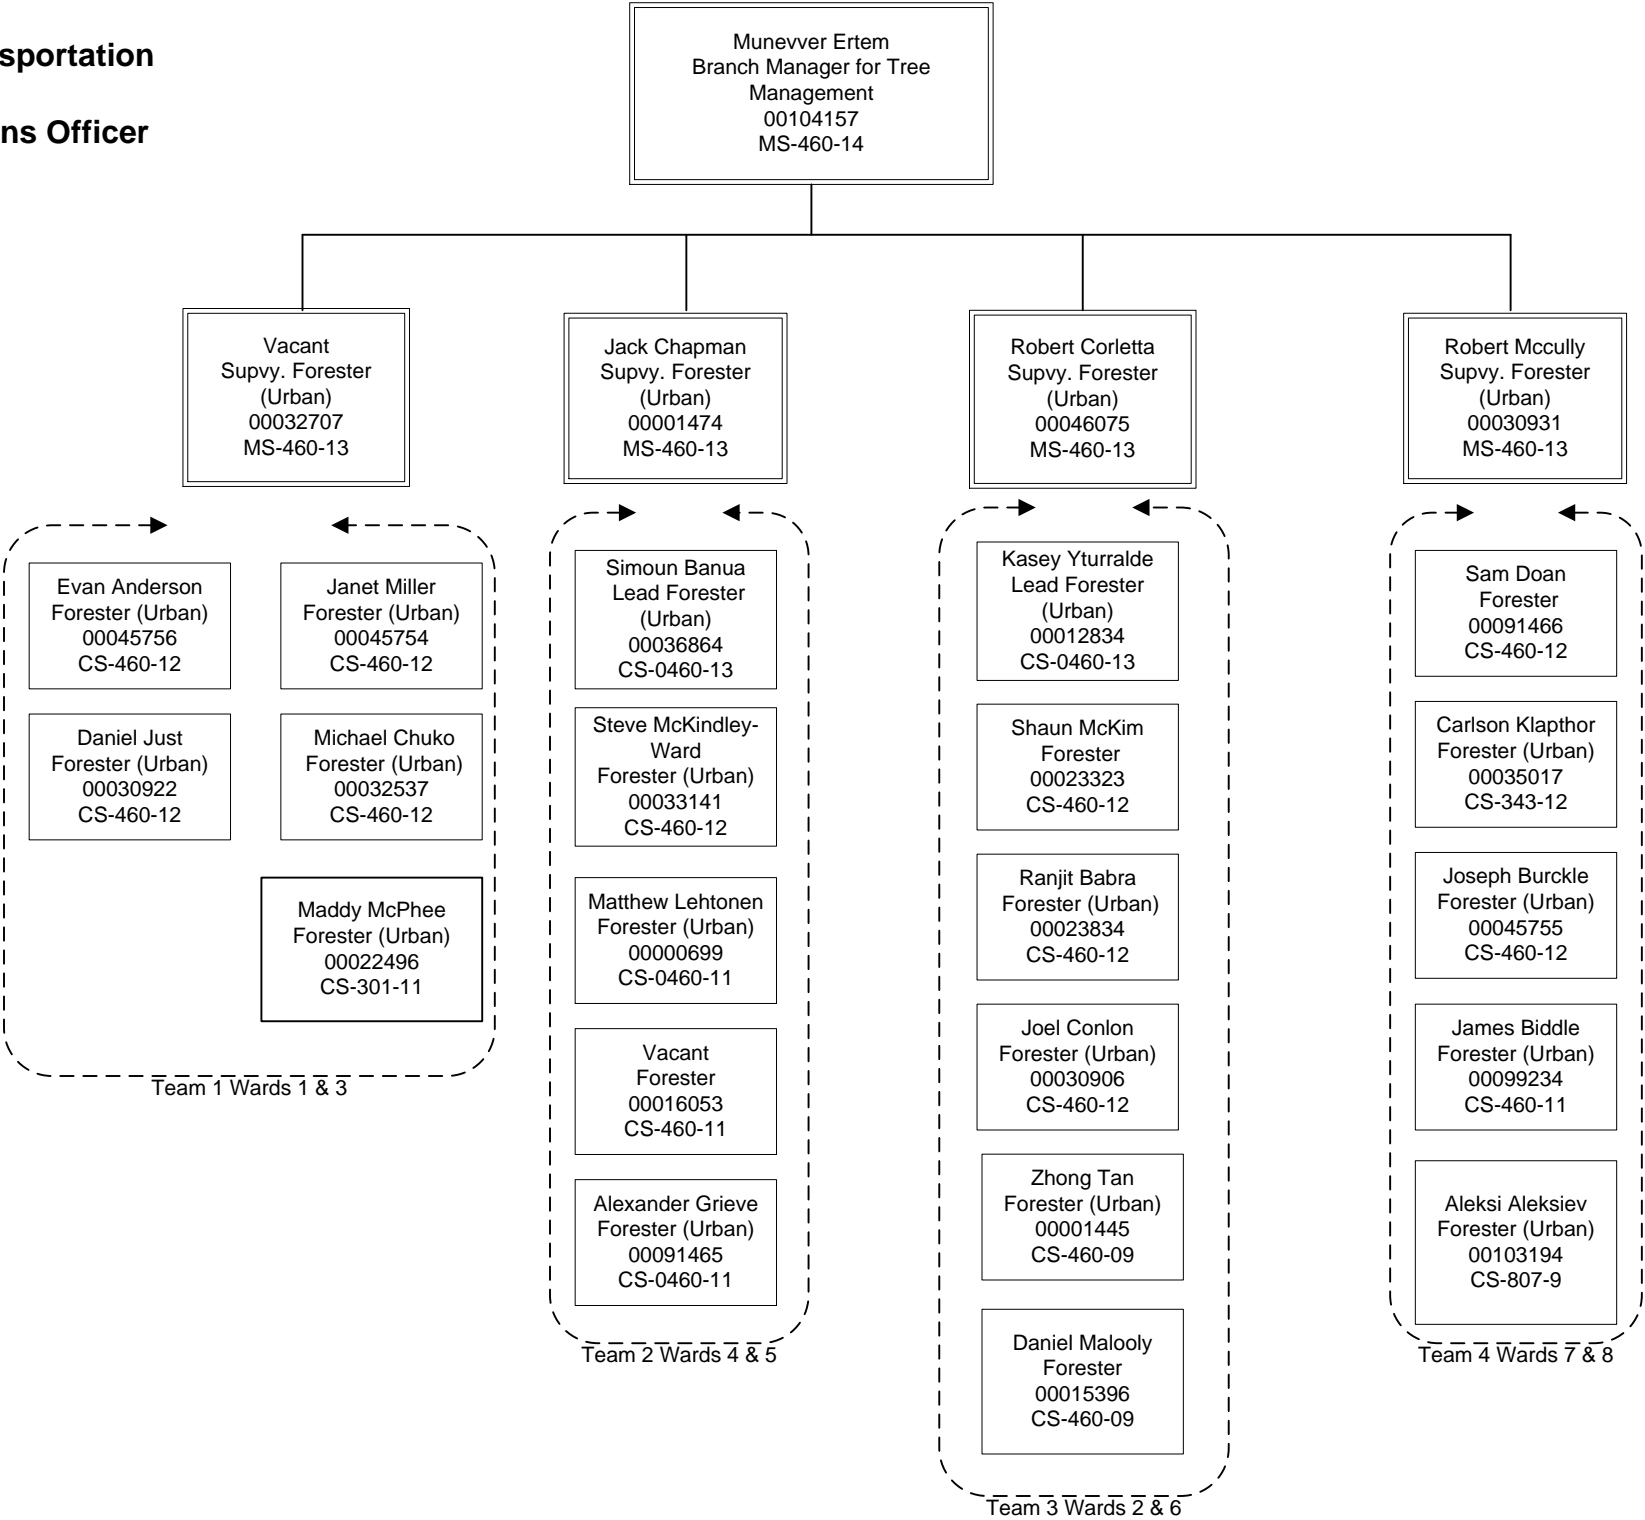 sportation
ns Officer
Munevver Ertem
Branch Manager for Tree
Management
00104157
MS-460-14
Vacant
Supvy. Forester
(Urban)
00032707
MS-460-13
Jack Chapman
Supvy. Forester
(Urban)
00001474
MS-460-13
Robert Corletta
Supvy. Forester
(Urban)
00046075
MS-460-13
Robert Mccully
Supvy. Forester
(Urban)
00030931
MS-460-13
Evan Anderson
Forester (Urban)
00045756
CS-460-12
Janet Miller
Forester (Urban)
00045754
CS-460-12
Daniel Just
Forester (Urban)
00030922
CS-460-12
Michael Chuko
Forester (Urban)
00032537
CS-460-12
Maddy McPhee
Forester (Urban)
00022496
CS-301-11
Team 1 Wards 1 & 3
Simoun Banua
Lead Forester
(Urban)
00036864
CS-0460-13
Steve McKindley-
Ward
Forester (Urban)
00033141
CS-460-12
Matthew Lehtonen
Forester (Urban)
00000699
CS-0460-11
Vacant
Forester
00016053
CS-460-11
Alexander Grieve
Forester (Urban)
00091465
CS-0460-11
Team 2 Wards 4 & 5
Kasey Yturralde
Lead Forester
(Urban)
00012834
CS-0460-13
Shaun McKim
Forester
00023323
CS-460-12
Ranjit Babra
Forester (Urban)
00023834
CS-460-12
Joel Conlon
Forester (Urban)
00030906
CS-460-12
Zhong Tan
Forester (Urban)
00001445
CS-460-09
Daniel Malooly
Forester
00015396
CS-460-09
Team 3 Wards 2 & 6
Sam Doan
Forester
00091466
CS-460-12
Carlson Klapthor
Forester (Urban)
00035017
CS-343-12
Joseph Burckle
Forester (Urban)
00045755
CS-460-12
James Biddle
Forester (Urban)
00099234
CS-460-11
Aleksi Aleksiev
Forester (Urban)
00103194
CS-807-9
Team 4 Wards 7 & 8